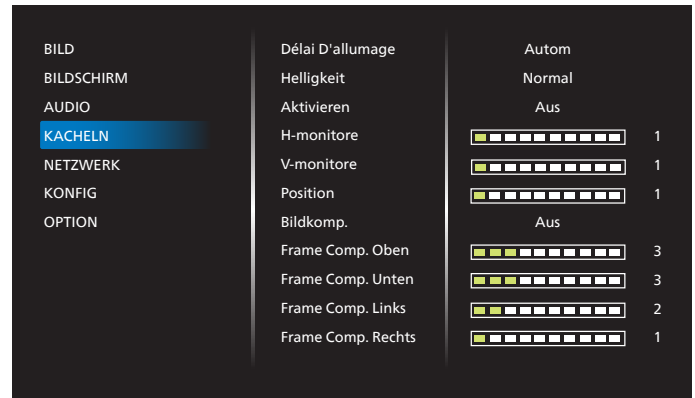 BILD
BILDSCHIRM
AUDIO
KACHELN
NETZWERK
KONFIG
OPTION
Délai D'allumage Autom
Helligkeit Normal
Aktivieren Aus
H-monitore 1
V-monitore 1
Position 1
Bildkomp. Aus
Frame Comp. Oben 3
Frame Comp. Unten 3
Frame Comp. Links 2
Frame Comp. Rechts 1